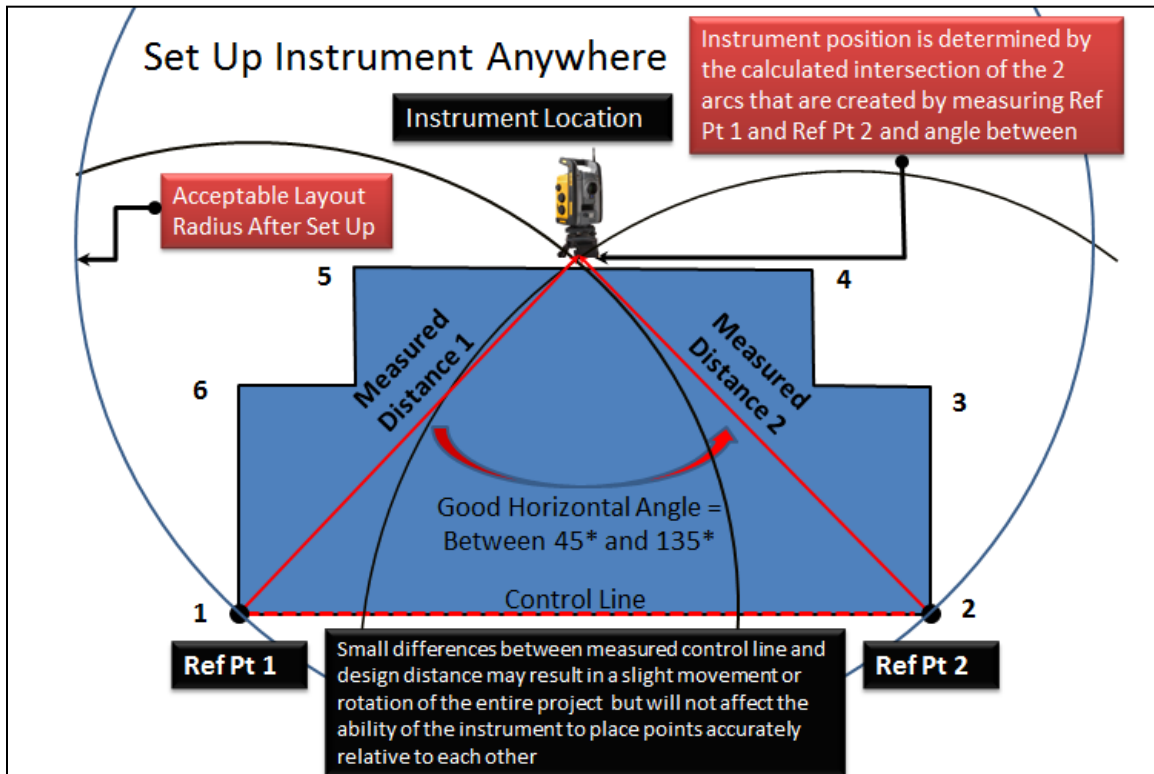 Set Up Instrument Anywhere
Instrument position is determined by
the calculated intersection of the 2
arcs that are created by measuring Ref
Pt 1 and Ref Pt 2 and angle between
Instrument Location
Acceptable Layout
Radius After Set Up
5
4
Measured
Distance 1
Measured
Distance 2
6
3
Good Horizontal Angle =
Between 45* and 135*
Control Line
1
2
Ref Pt 1
Ref Pt 2
Small differences between measured control line and
design distance may result in a slight movement or
rotation of the entire project but will not affect the
ability of the instrument to place points accurately
relative to each other